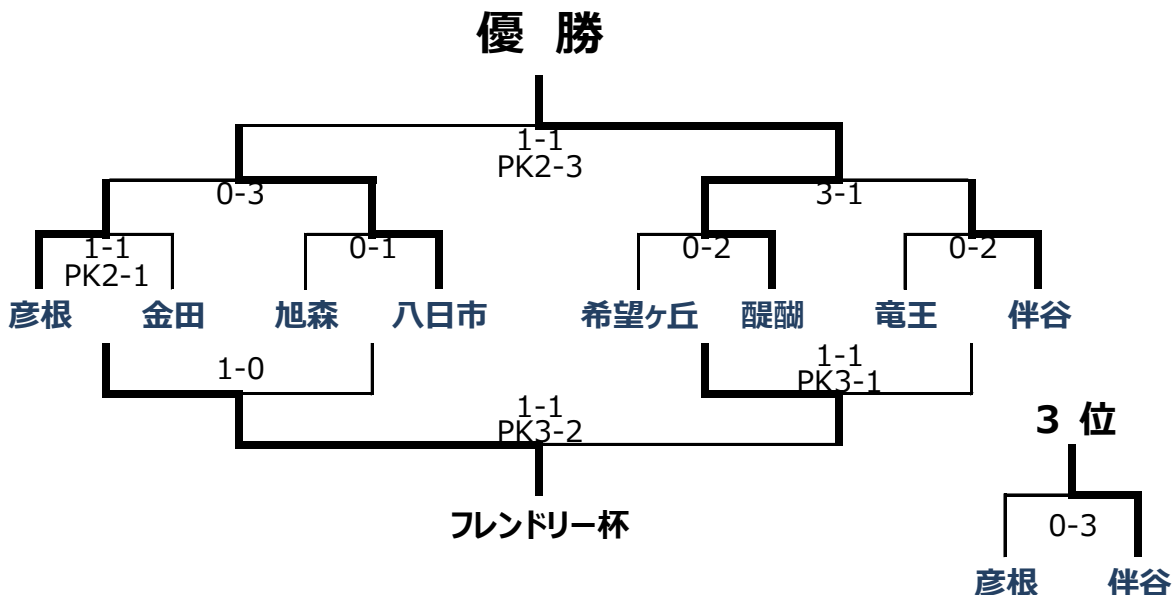 優 勝
1-1
PK2-3
0-3
3-1
1-1
PK2-1
0-1
0-2
0-2
彦根 金田 旭森 八日市 希望ヶ丘 醍醐 竜王 伴谷
1-0
1-1
PK3-1
1-1
PK3-2
3 位
フレンドリー杯
0-3
彦根 伴谷